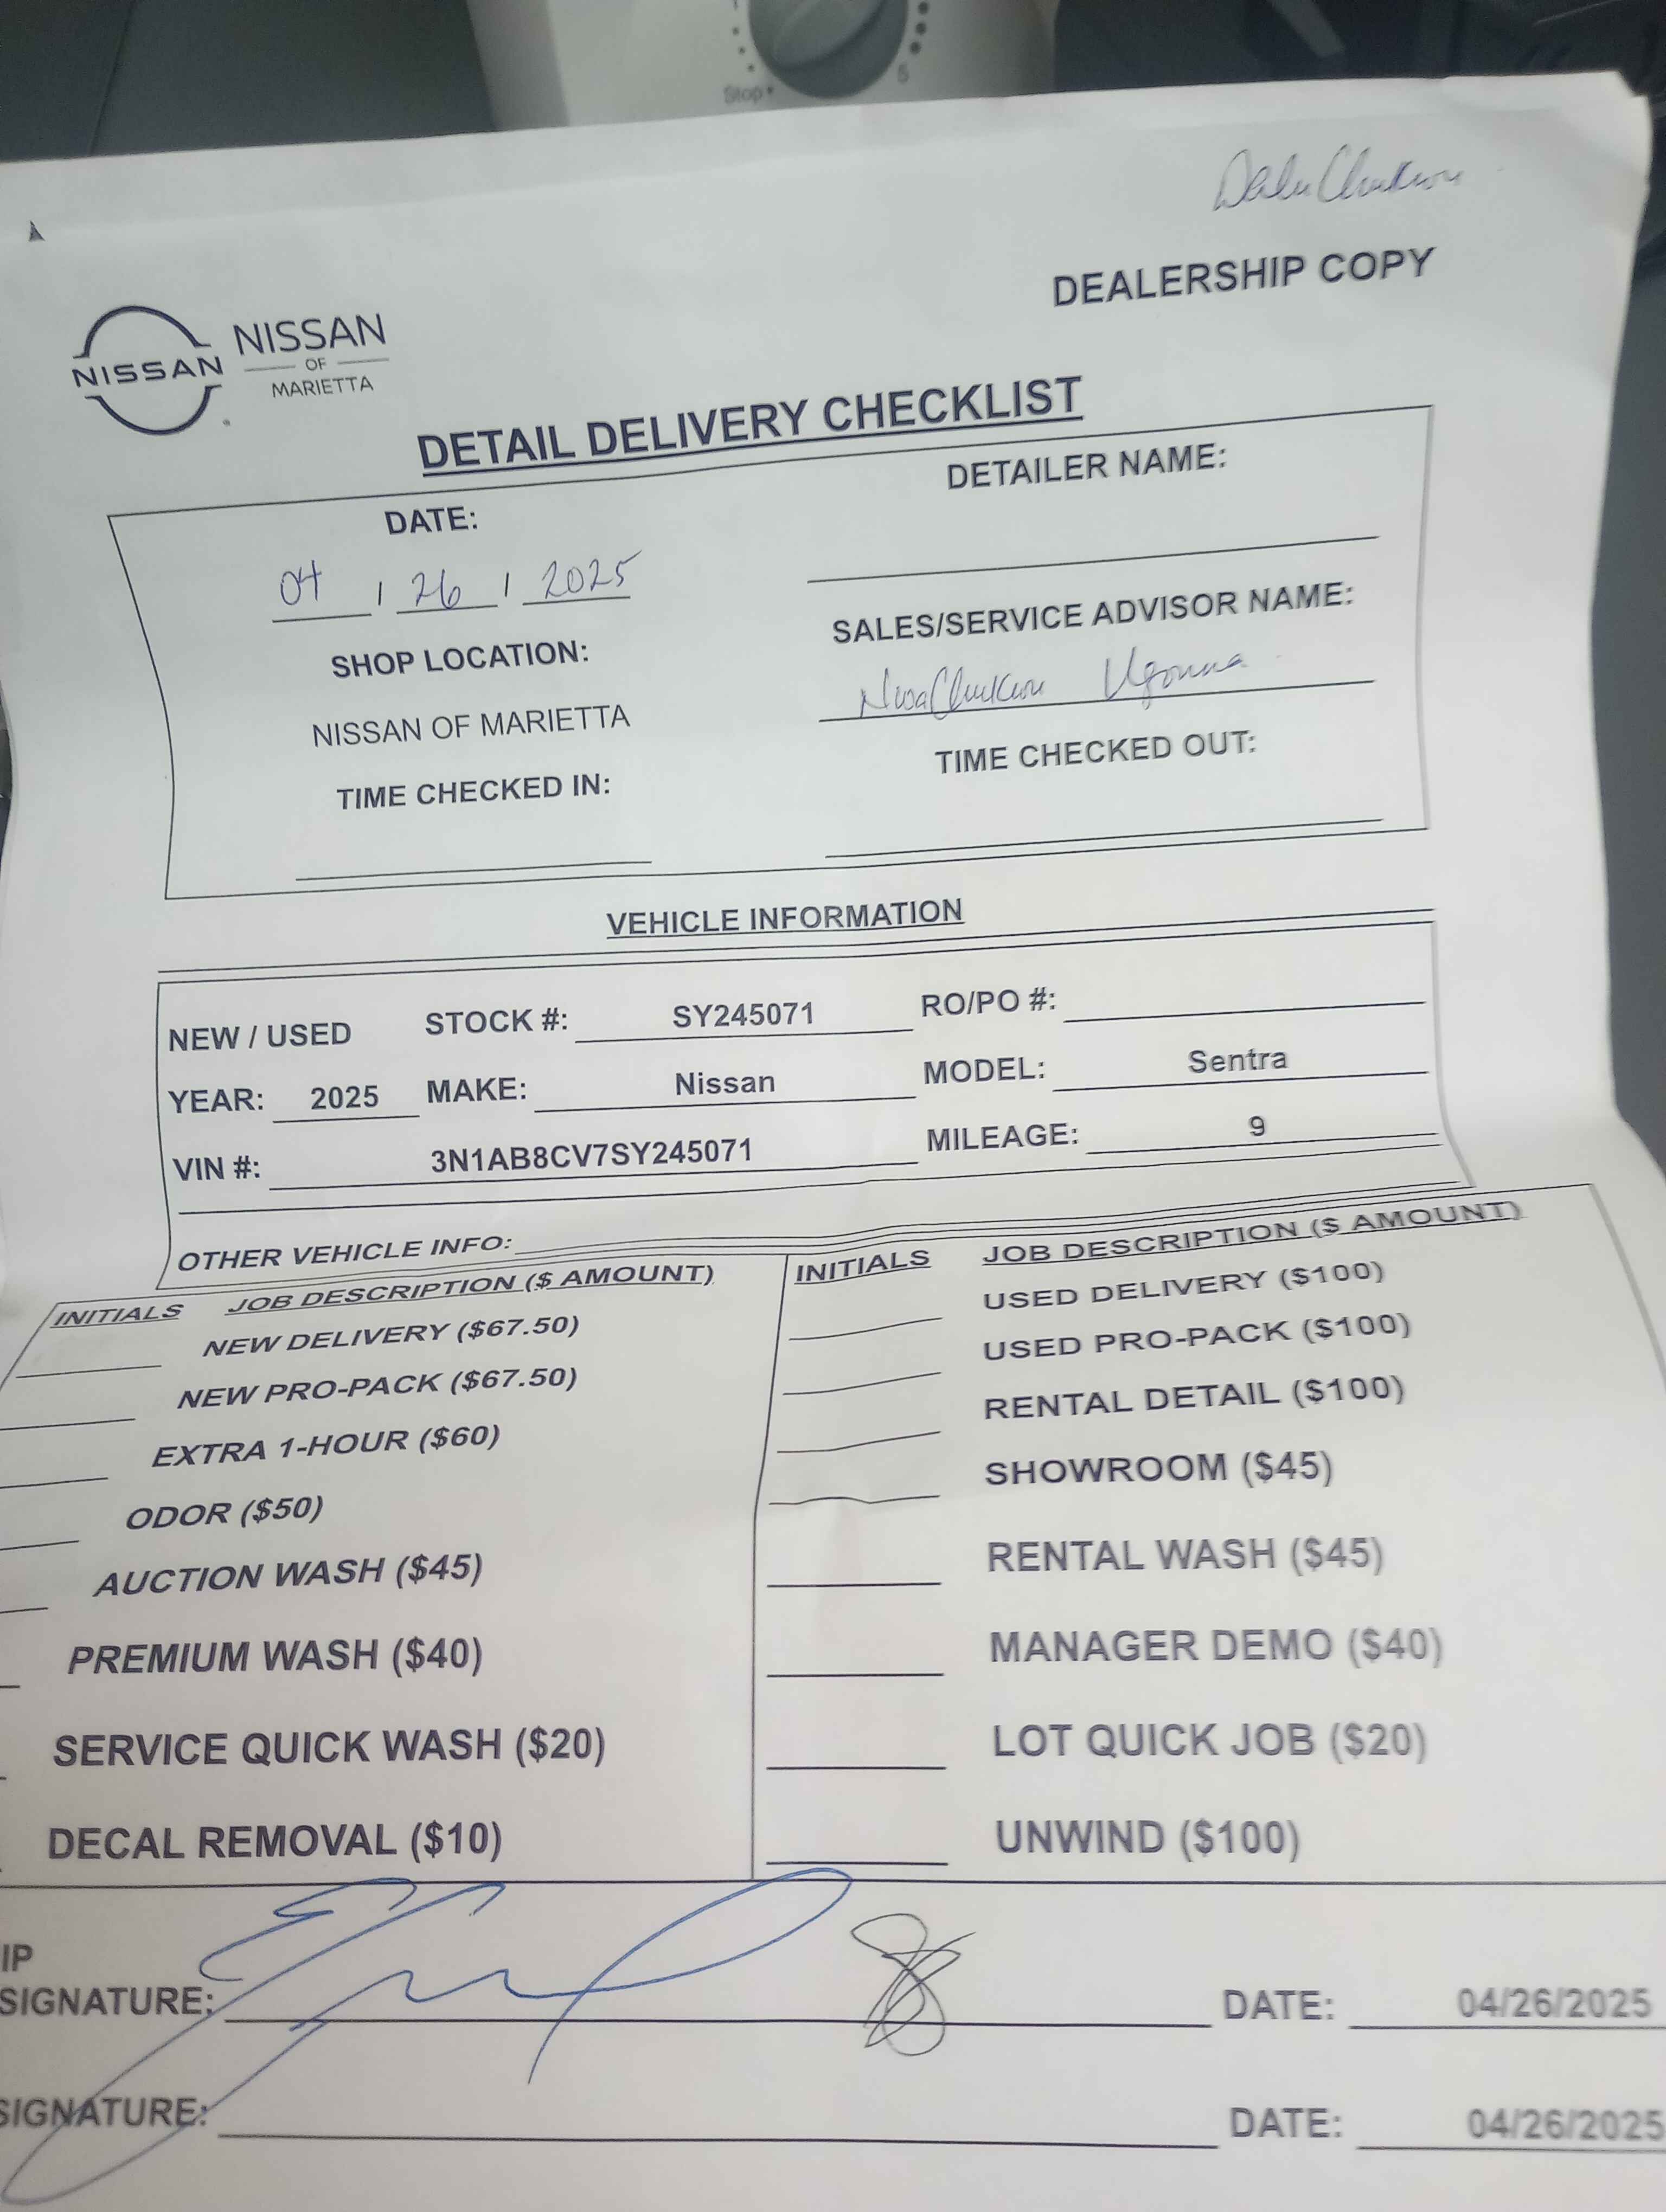 Stop
5
DEALERSHIP COPY
NISSAN
NISSAN
OF
MARIETTA
DETAIL DELIVERY CHECKLIST
DATE:
04 / 26 / 2025
DETAILER NAME:
SHOP LOCATION:
NISSAN OF MARIETTA
SALES/SERVICE ADVISOR NAME:
NwaChukwu Ugonna
TIME CHECKED IN:
TIME CHECKED OUT:
VEHICLE INFORMATION
NEW / USED STOCK #: SY245071 RO/PO #:
YEAR: 2025 MAKE: Nissan MODEL: Sentra
VIN #: 3N1AB8CV7SY245071 MILEAGE: 9
OTHER VEHICLE INFO:
INITIALS JOB DESCRIPTION ($ AMOUNT)
NEW DELIVERY ($67.50)
NEW PRO-PACK ($67.50)
EXTRA 1-HOUR ($60)
ODOR ($50)
AUCTION WASH ($45)
PREMIUM WASH ($40)
SERVICE QUICK WASH ($20)
DECAL REMOVAL ($10)
INITIALS JOB DESCRIPTION ($ AMOUNT)
USED DELIVERY ($100)
USED PRO-PACK ($100)
RENTAL DETAIL ($100)
SHOWROOM ($45)
RENTAL WASH ($45)
MANAGER DEMO ($40)
LOT QUICK JOB ($20)
UNWIND ($100)
IP
SIGNATURE: DATE: 04/26/2025
SIGNATURE: DATE: 04/26/2025